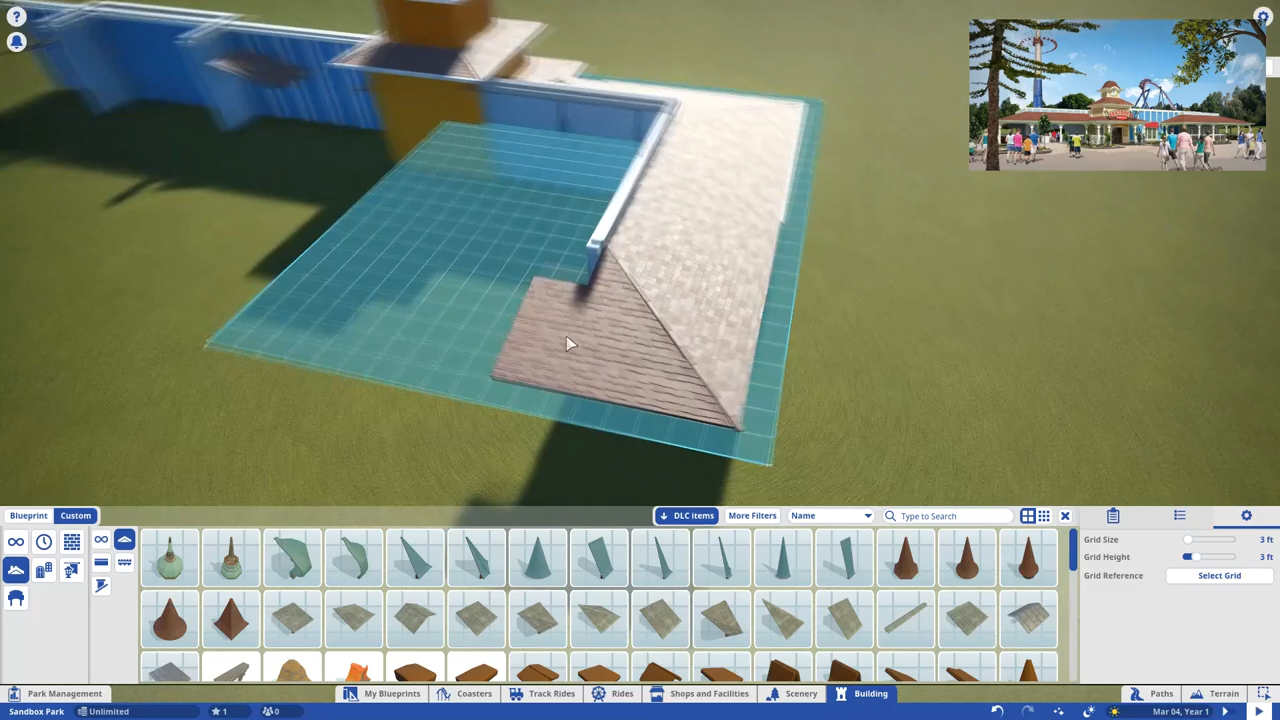 ?
Blueprint Custom
DLC items More Filters Name Type to Search
Grid Size 3 ft
Grid Height 3 ft
Grid Reference Select Grid
Park Management My Blueprints Coasters Track Rides Rides Shops and Facilities Scenery Building Paths Terrain
Sandbox Park Unlimited 1 0 Mar 04, Year 1